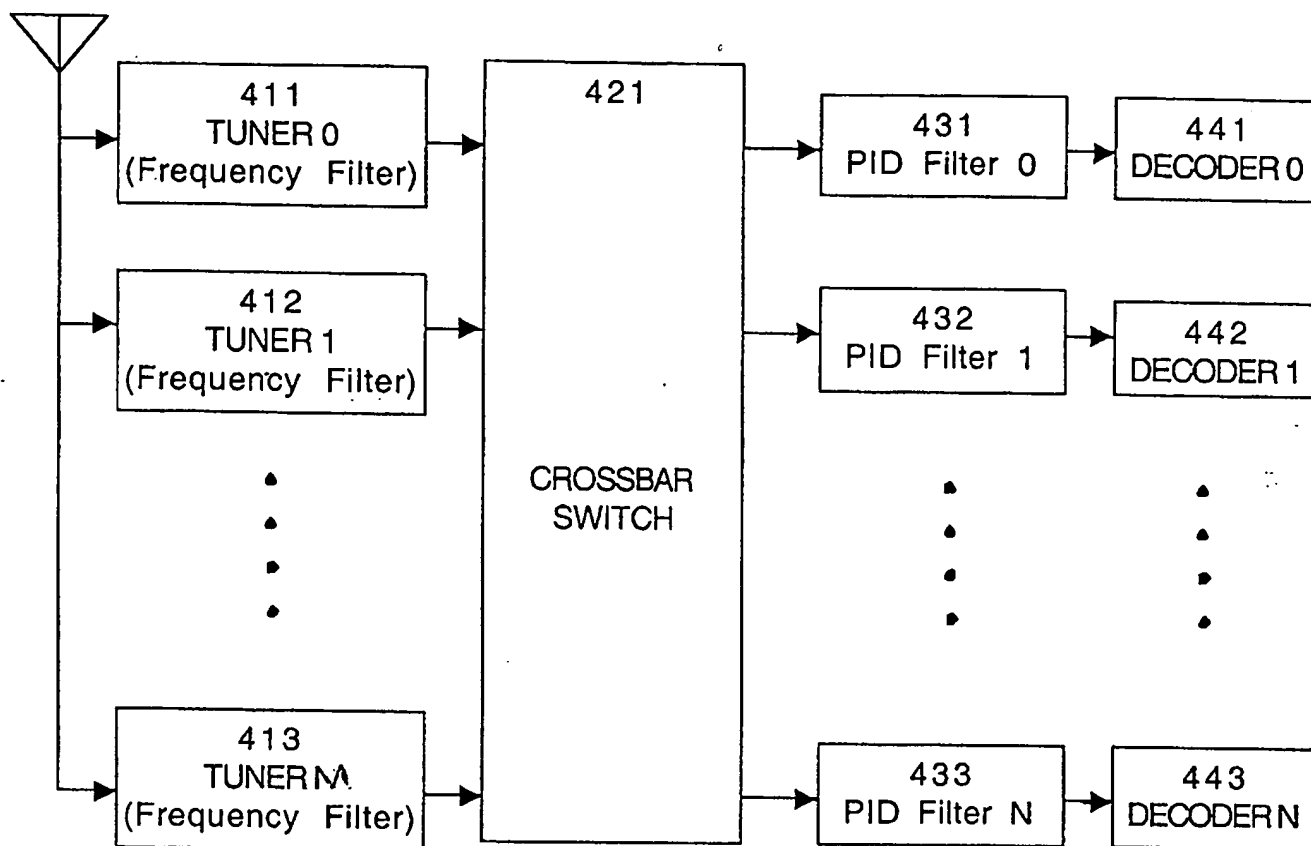 411
TUNER 0
(Frequency Filter)
421
431
PID Filter 0
441
DECODER 0
412
TUNER 1
(Frequency Filter)
432
PID Filter 1
442
DECODER 1
CROSSBAR
SWITCH
413
TUNER M
(Frequency Filter)
433
PID Filter N
443
DECODER N